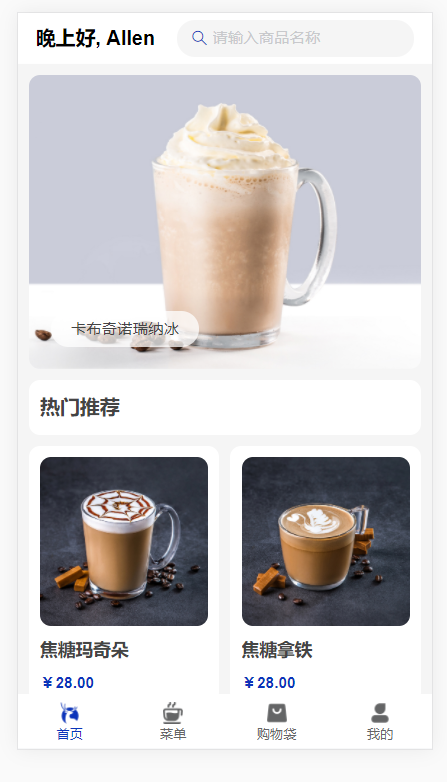 晚上好, Allen
请输入商品名称
卡布奇诺瑞纳冰
热门推荐
焦糖玛奇朵
焦糖拿铁
￥28.00
￥28.00
首页
菜单
购物袋
我的